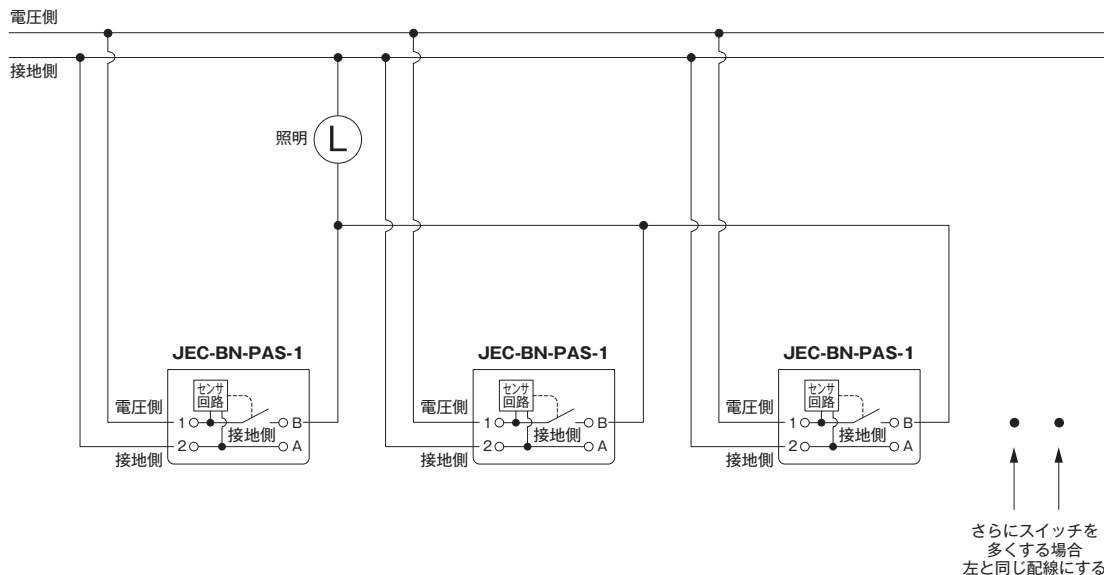 電圧側
接地側
照明
L
JEC-BN-PAS-1
センサ
回路
電圧側
1
B
接地側
2
A
接地側
JEC-BN-PAS-1
センサ
回路
電圧側
1
B
接地側
2
A
接地側
JEC-BN-PAS-1
センサ
回路
電圧側
1
B
接地側
2
A
接地側
さらにスイッチを
多くする場合
左と同じ配線にする